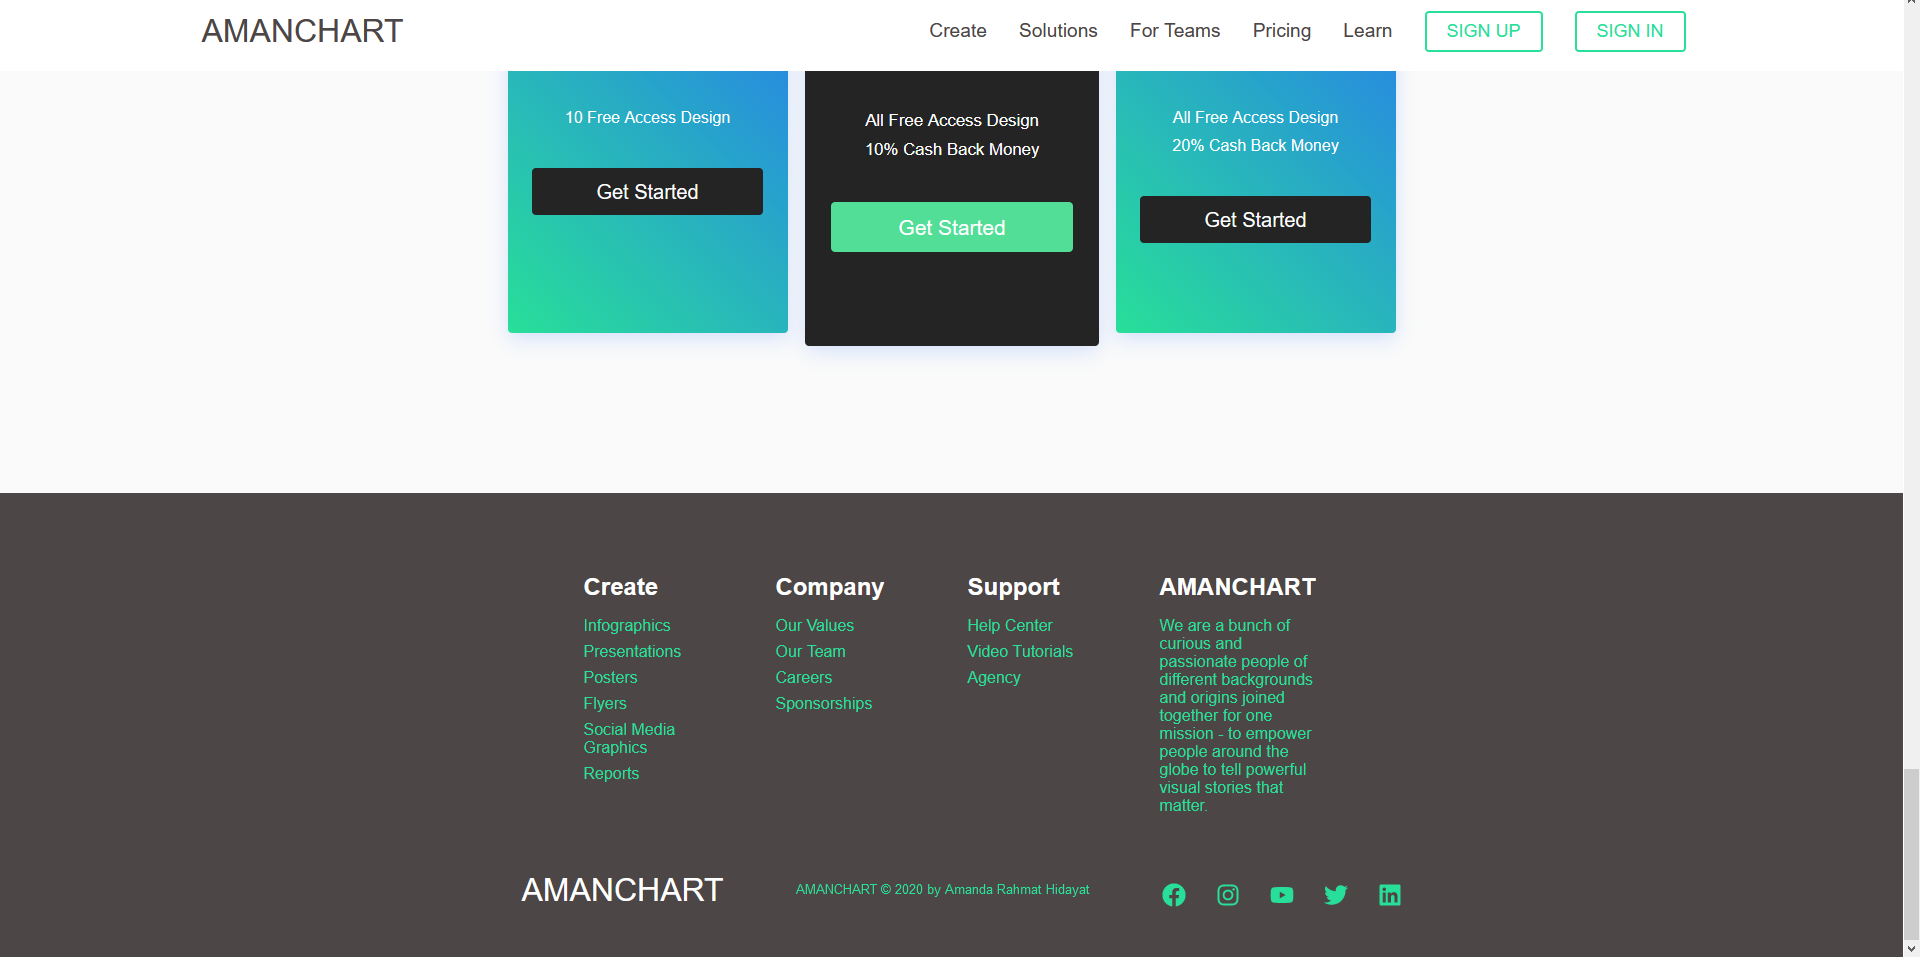 AMANCHART
Create
Solutions
For Teams
Pricing
Learn
SIGN UP
SIGN IN
10 Free Access Design
Get Started
All Free Access Design
10% Cash Back Money
Get Started
All Free Access Design
20% Cash Back Money
Get Started
Create
Infographics
Presentations
Posters
Flyers
Social Media
Graphics
Reports
Company
Our Values
Our Team
Careers
Sponsorships
Support
Help Center
Video Tutorials
Agency
AMANCHART
We are a bunch of
curious and
passionate people of
different backgrounds
and origins joined
together for one
mission - to empower
people around the
globe to tell powerful
visual stories that
matter.
AMANCHART
AMANCHART © 2020 by Amanda Rahmat Hidayat